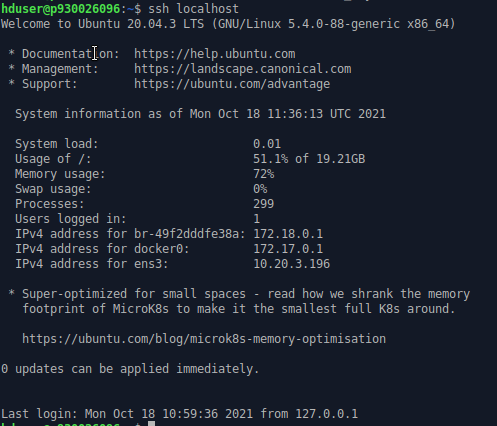 hduser@p930026096:~$ ssh localhost
Welcome to Ubuntu 20.04.3 LTS (GNU/Linux 5.4.0-88-generic x86_64)
* Documentation:  https://help.ubuntu.com
* Management:     https://landscape.canonical.com
* Support:        https://ubuntu.com/advantage
System information as of Mon Oct 18 11:36:13 UTC 2021
System load:                      0.01
Usage of /:                       51.1% of 19.21GB
Memory usage:                     72%
Swap usage:                       0%
Processes:                        299
Users logged in:                  1
IPv4 address for br-49f2dddfe38a: 172.18.0.1
IPv4 address for docker0:         172.17.0.1
IPv4 address for ens3:            10.20.3.196
* Super-optimized for small spaces - read how we shrank the memory
footprint of MicroK8s to make it the smallest full K8s around.
https://ubuntu.com/blog/microk8s-memory-optimisation
0 updates can be applied immediately.
Last login: Mon Oct 18 10:59:36 2021 from 127.0.0.1
hduser@p930026096:~$